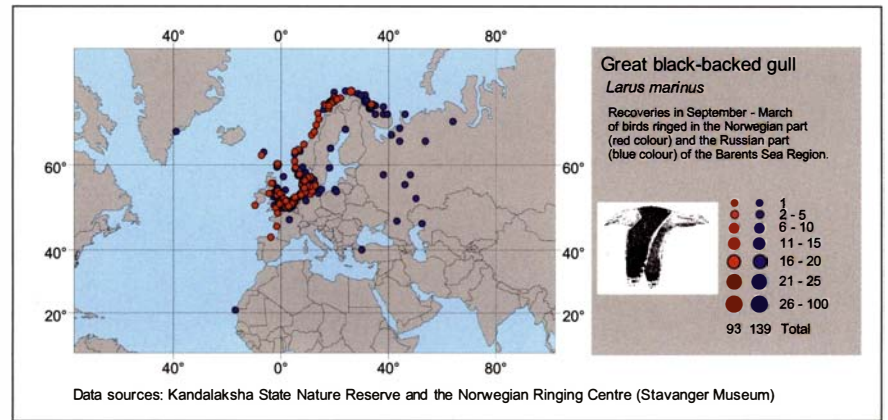 40° 0° 40° 80°
60° 60°
40° 40°
20° 20°
40° 0° 40° 80°
Great black-backed gull
Larus marinus
Recoveries in September - March
of birds ringed in the Norwegian part
(red colour) and the Russian part
(blue colour) of the Barents Sea Region.
1
2 - 5
6 - 10
11 - 15
16 - 20
21 - 25
26 - 100
93 139 Total
Data sources: Kandalaksha State Nature Reserve and the Norwegian Ringing Centre (Stavanger Museum)